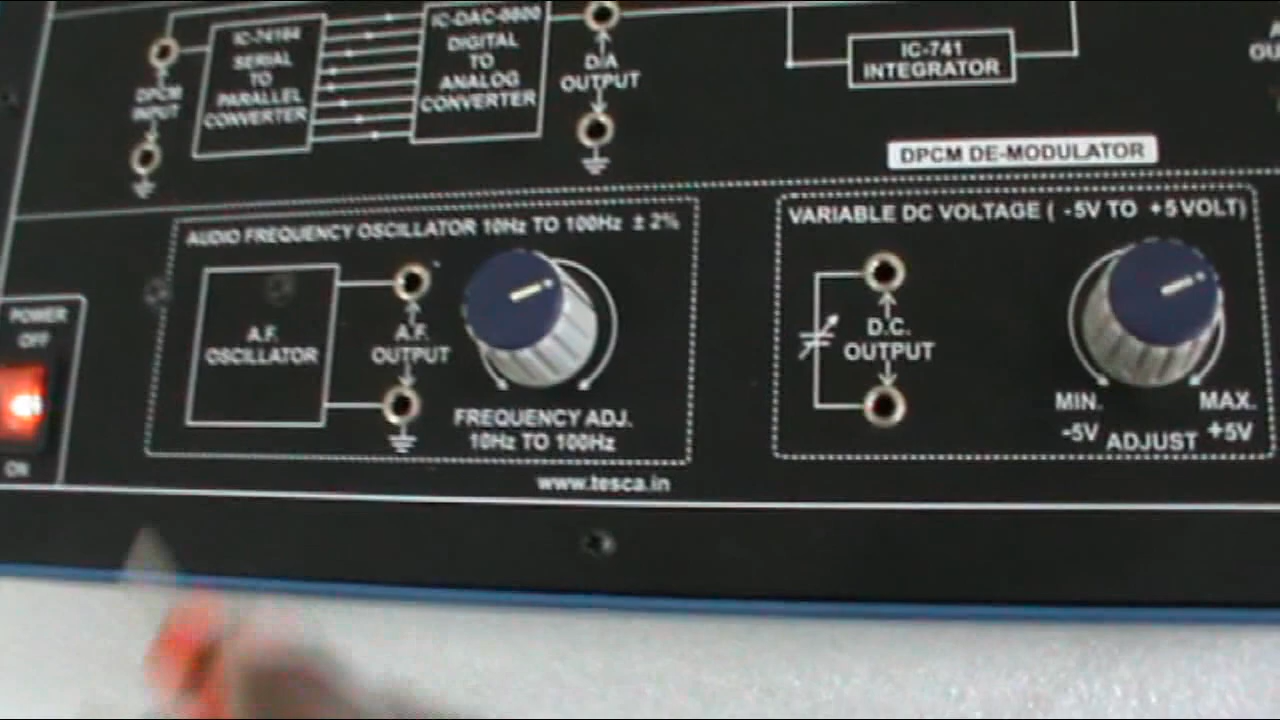 IC-DAC-0800
IC-74164
SERIAL
TO
PARALLEL
CONVERTER
DIGITAL
TO
ANALOG
CONVERTER
DPCM
INPUT
D/A
OUTPUT
IC-741
INTEGRATOR
DPCM DE-MODULATOR
AUDIO FREQUENCY OSCILLATOR 10Hz TO 100Hz ± 2%
VARIABLE DC VOLTAGE ( -5V TO +5VOLT)
POWER
OFF
ON
A.F.
OSCILLATOR
A.F.
OUTPUT
FREQUENCY ADJ.
10Hz TO 100Hz
D.C.
OUTPUT
MIN. MAX.
-5V ADJUST +5V
www.tesca.in